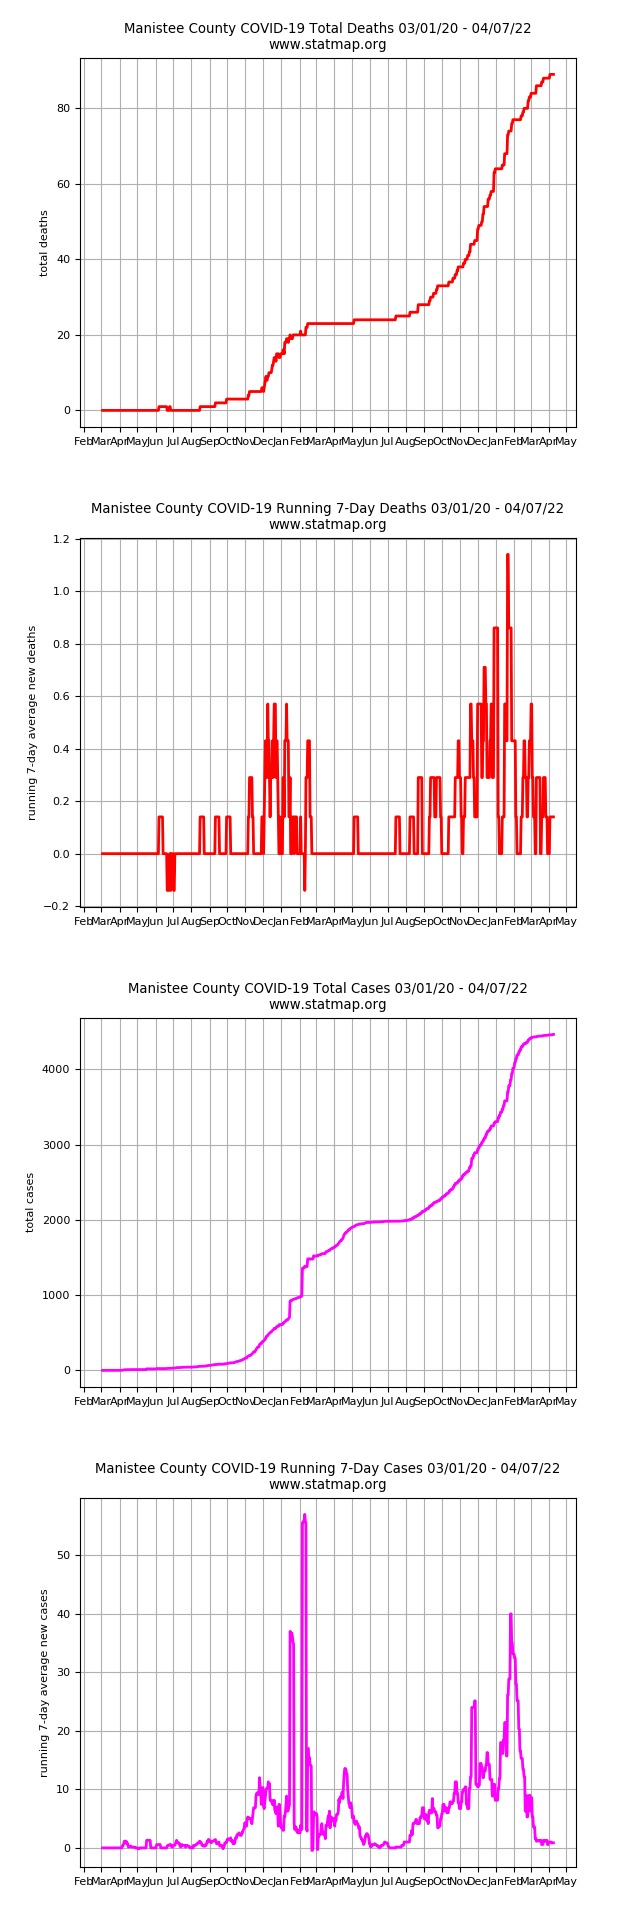 Manistee County COVID-19 Total Deaths 03/01/20 - 04/07/22
www.statmap.org
80
60
40
20
0
total deaths
Feb Mar Apr May Jun Jul Aug Sep Oct Nov Dec Jan Feb Mar Apr May Jun Jul Aug Sep Oct Nov Dec Jan Feb Mar Apr May
Manistee County COVID-19 Running 7-Day Deaths 03/01/20 - 04/07/22
www.statmap.org
1.2
1.0
0.8
0.6
0.4
0.2
0.0
−0.2
running 7-day average new deaths
Feb Mar Apr May Jun Jul Aug Sep Oct Nov Dec Jan Feb Mar Apr May Jun Jul Aug Sep Oct Nov Dec Jan Feb Mar Apr May
Manistee County COVID-19 Total Cases 03/01/20 - 04/07/22
www.statmap.org
4000
3000
2000
1000
0
total cases
Feb Mar Apr May Jun Jul Aug Sep Oct Nov Dec Jan Feb Mar Apr May Jun Jul Aug Sep Oct Nov Dec Jan Feb Mar Apr May
Manistee County COVID-19 Running 7-Day Cases 03/01/20 - 04/07/22
www.statmap.org
50
40
30
20
10
0
running 7-day average new cases
Feb Mar Apr May Jun Jul Aug Sep Oct Nov Dec Jan Feb Mar Apr May Jun Jul Aug Sep Oct Nov Dec Jan Feb Mar Apr May